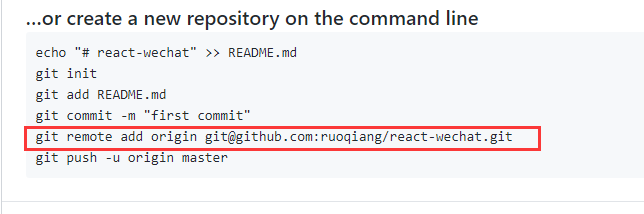 ...or create a new repository on the command line
echo "# react-wechat" >> README.md
git init
git add README.md
git commit -m "first commit"
git remote add origin git@github.com:ruoqiang/react-wechat.git
git push -u origin master